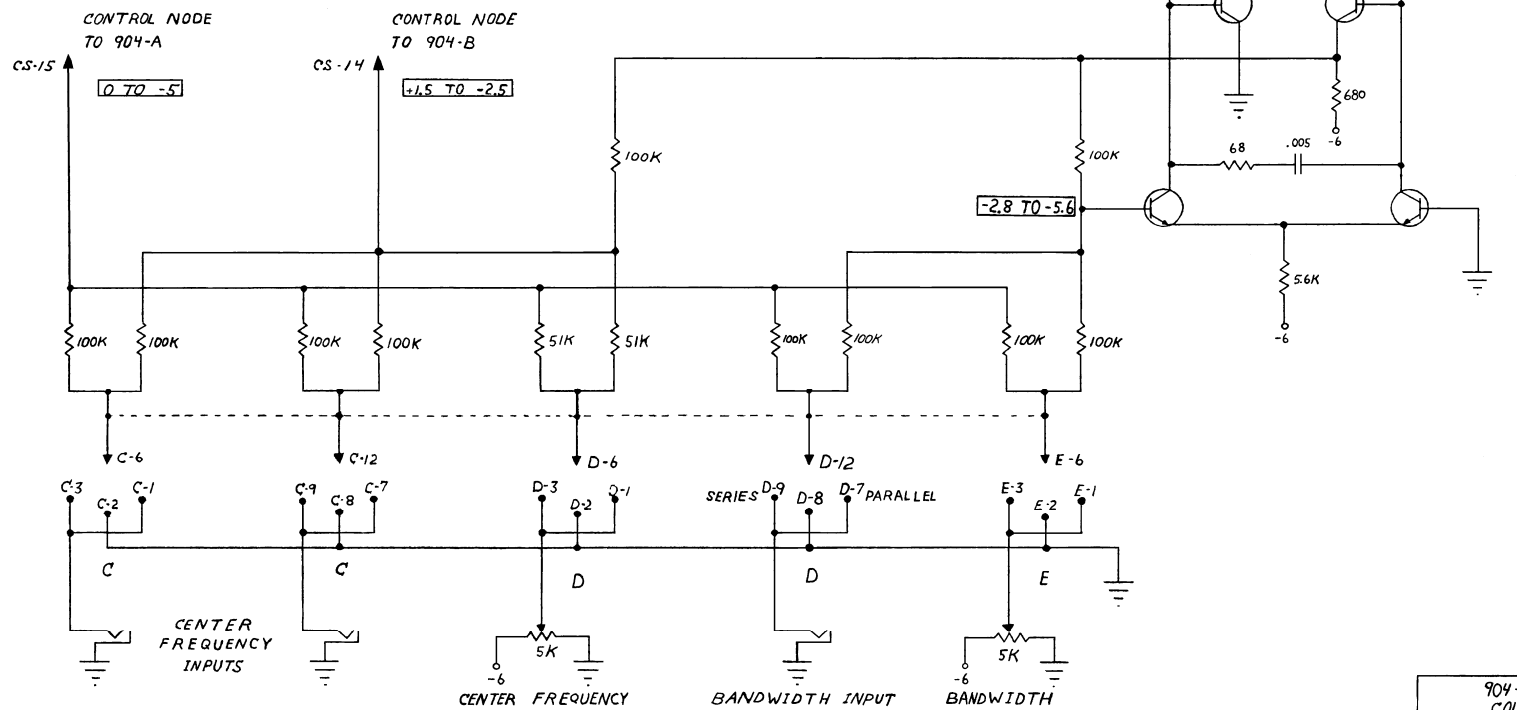 CONTROL NODE
TO 904-A
CS-15
0 TO -5
CONTROL NODE
TO 904-B
CS-14
+1.5 TO -2.5
680
-6
68
.005
100K
100K
-2.8 TO -5.6
5.6K
-6
100K
100K
100K
100K
51K
51K
100K
100K
100K
100K
C-6
C-12
D-6
D-12
E-6
C-3
C-2
C-1
C-9
C-8
C-7
D-3
D-2
D-1
SERIES
D-9
D-8
D-7
PARALLEL
E-3
E-2
E-1
C
C
D
D
E
CENTER
FREQUENCY
INPUTS
5K
-6
5K
-6
CENTER FREQUENCY
BANDWIDTH INPUT
BANDWIDTH
904-